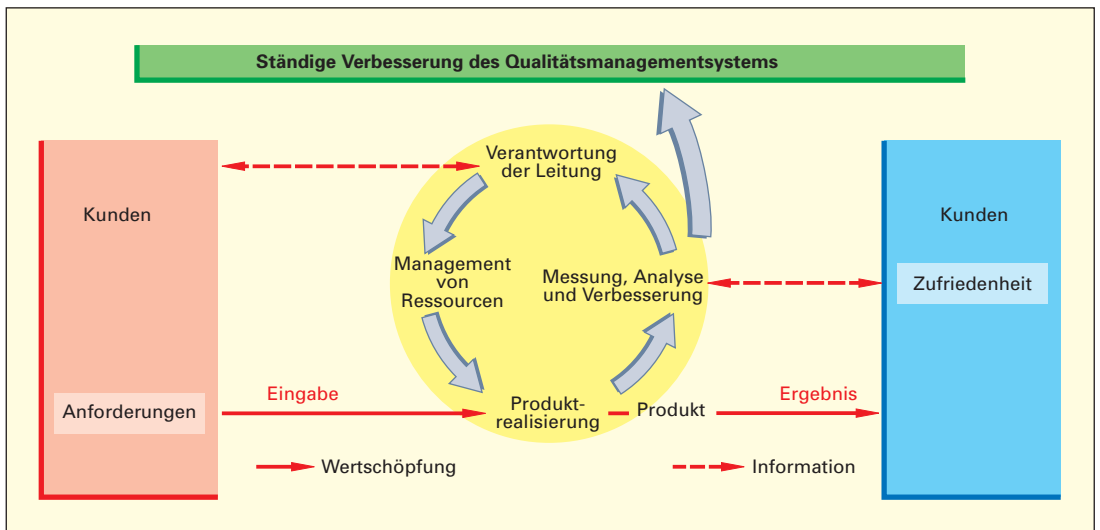 Ständige Verbesserung des Qualitätsmanagementsystems
Verantwortung
der Leitung
Kunden
Kunden
Management
von
Ressourcen
Messung, Analyse
und Verbesserung
Zufriedenheit
Anforderungen
Eingabe
Produkt-
realisierung
Produkt
Ergebnis
Wertschöpfung
Information